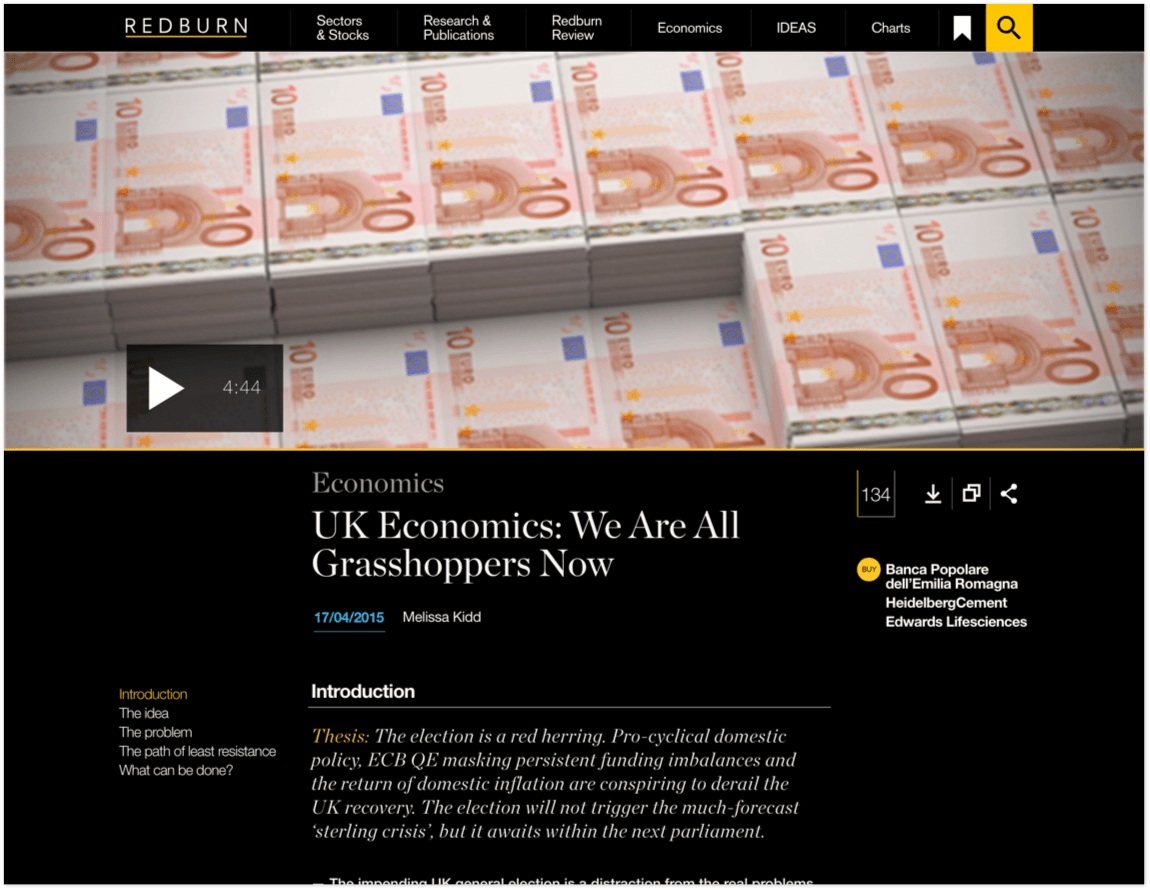 REDBURN
Sectors
& Stocks
Research &
Publications
Redburn
Review
Economics
IDEAS
Charts
4:44
Economics
UK Economics: We Are All
Grasshoppers Now
17/04/2015 Melissa Kidd
134
BUY
Banca Popolare
dell'Emilia Romagna
HeidelbergCement
Edwards Lifesciences
Introduction
The idea
The problem
The path of least resistance
What can be done?
Introduction
Thesis: The election is a red herring. Pro-cyclical domestic
policy, ECB QE masking persistent funding imbalances and
the return of domestic inflation are conspiring to derail the
UK recovery. The election will not trigger the much-forecast
‘sterling crisis’, but it awaits within the next parliament.
— The impending UK general election is a distraction from the real problems